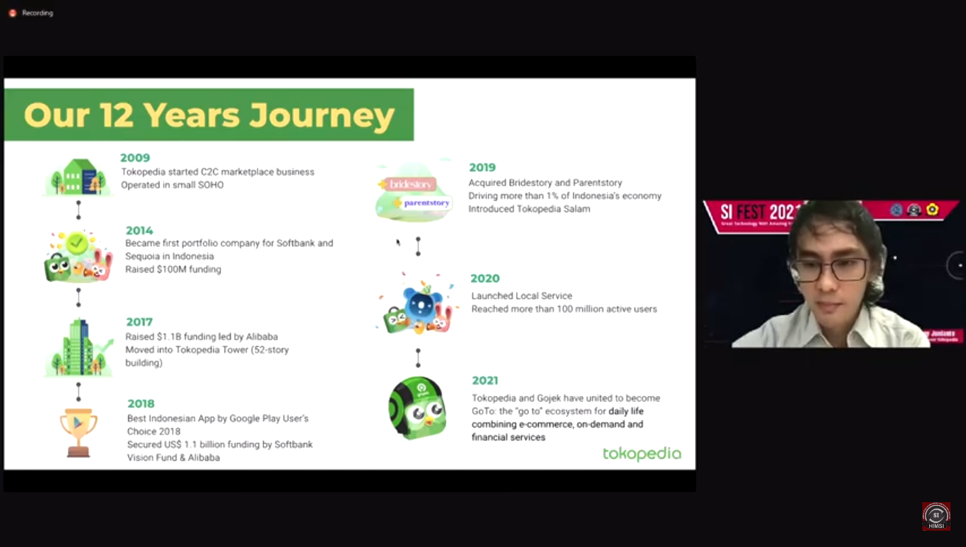 Recording
Our 12 Years Journey
2009
Tokopedia started C2C marketplace business
Operated in small SOHO
2014
Became first portfolio company for Softbank and
Sequoia in Indonesia
Raised $100M funding
2017
Raised $1.1B funding led by Alibaba
Moved into Tokopedia Tower (52-story
building)
2018
Best Indonesian App by Google Play User's
Choice 2018
Secured US$ 1.1 billion funding by Softbank
Vision Fund & Alibaba
bridestory
parentstory
2019
Acquired Bridestory and Parentstory
Driving more than 1% of Indonesia's economy
Introduced Tokopedia Salam
2020
Launched Local Service
Reached more than 100 million active users
2021
Tokopedia and Gojek have united to become
GoTo: the "go to" ecosystem for daily life
combining e-commerce, on-demand and
financial services
tokopedia
SI FEST 2021
Great Technology With Amazing
HIMSI